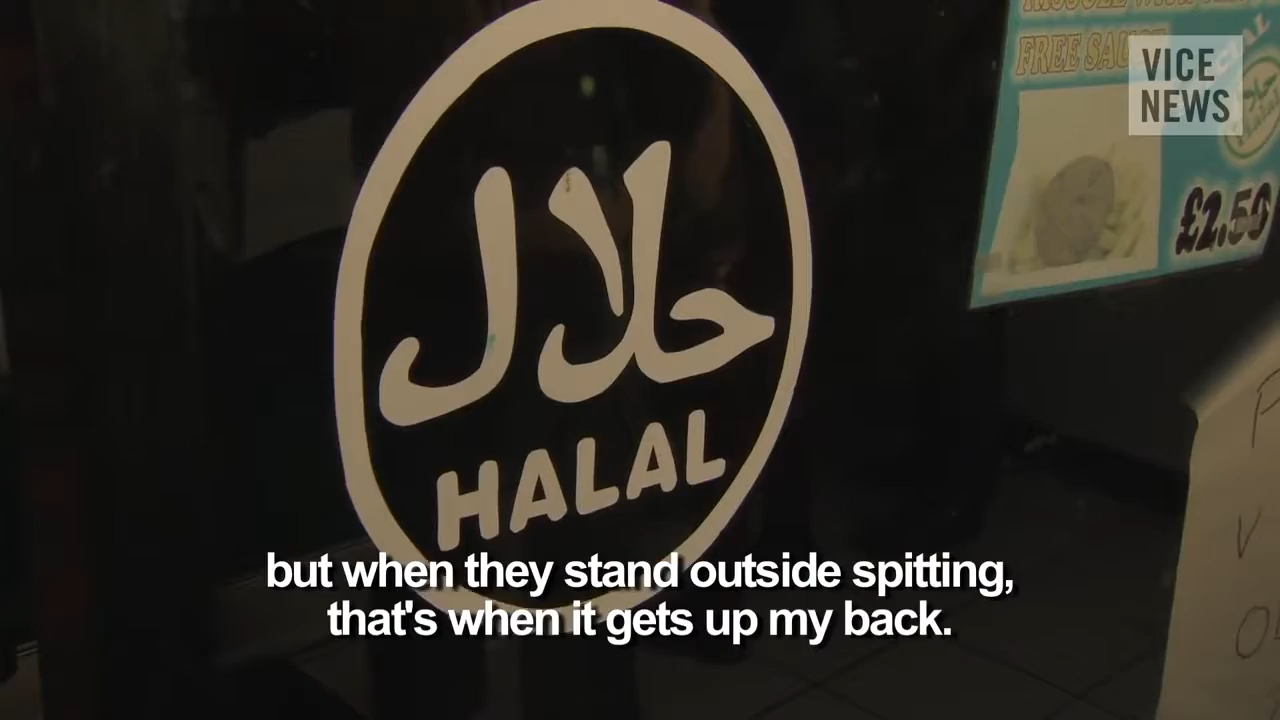 FREE
VICE
NEWS
£2.50
حلال
HALAL
but when they stand outside spitting,
that's when it gets up my back.